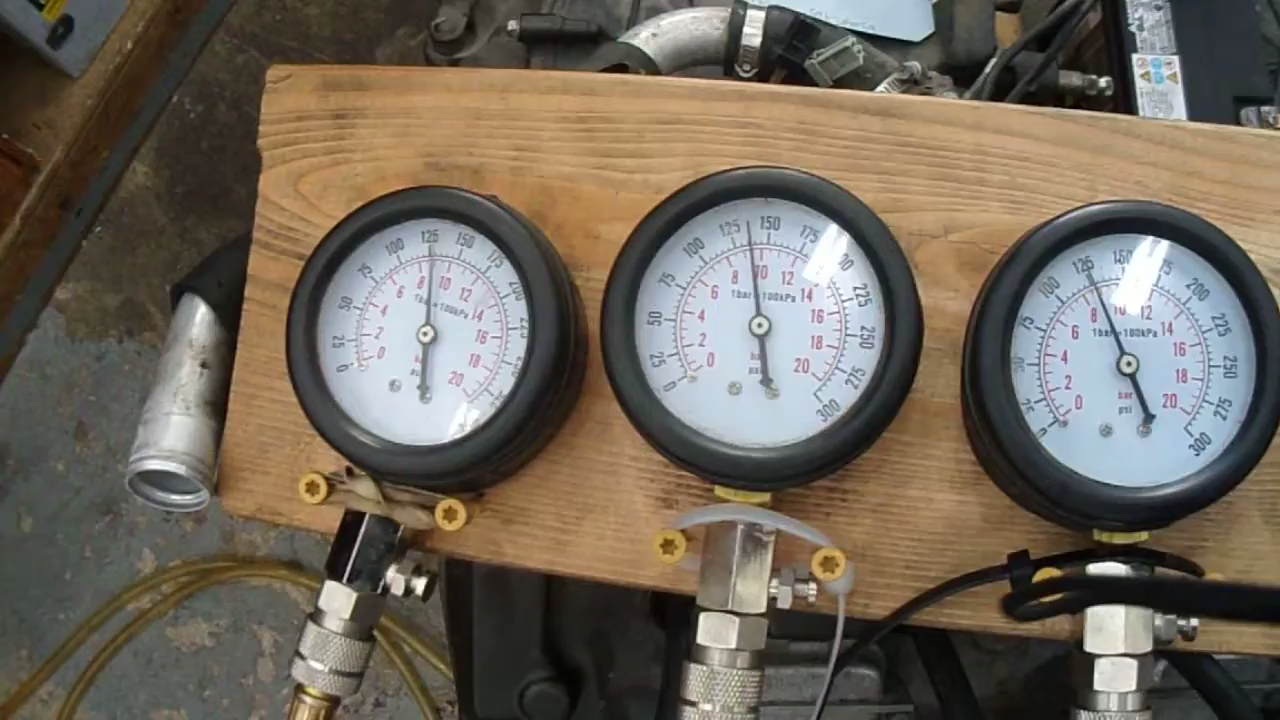 0 25 50 75 100 125 150 175 200 225
0 2 4 6 8 10 12 14 16 18 20
1bar=100kPa
0 25 50 75 100 125 150 175 225 250 275 300
0 2 4 6 8 10 12 14 16 18 20
1bar=100kPa
psi
25 75 100 125 150 200 225 250 275 300
0 2 4 6 8 10 12 14 16 18 20
1bar=100kPa
bar
psi